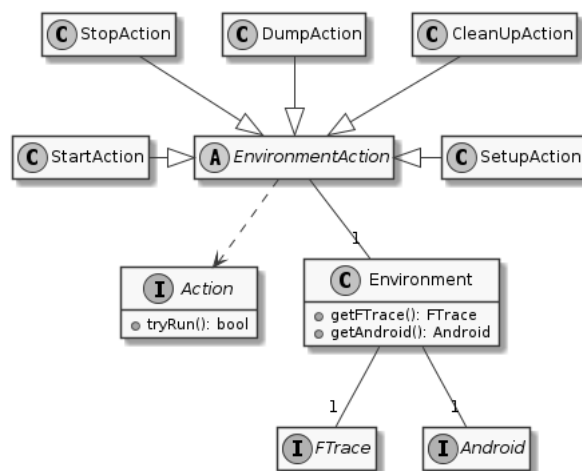 C StopAction
C DumpAction
C CleanUpAction
C StartAction
A EnvironmentAction
C SetupAction
1
I Action
tryRun(): bool
C Environment
getFTrace(): FTrace
getAndroid(): Android
1
1
I FTrace
I Android